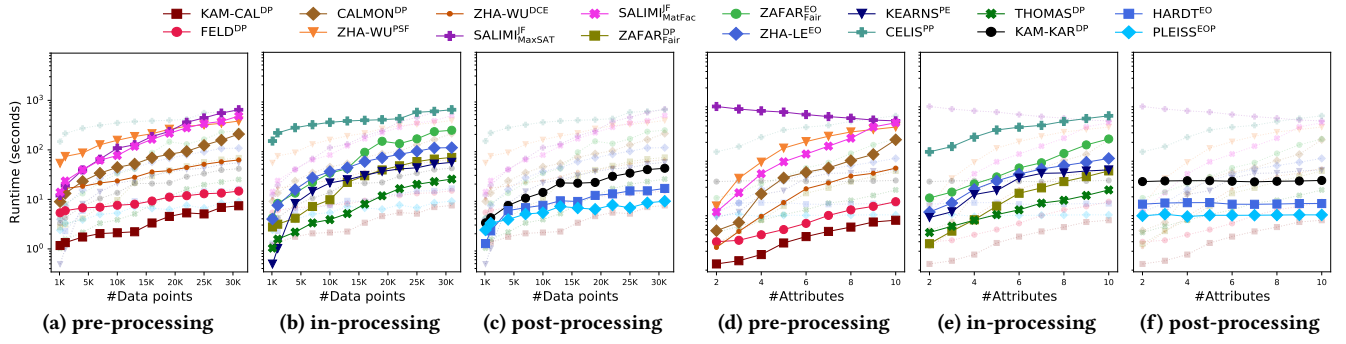 KAM-CAL^DP CALMON^DP ZHA-WU^DCE SALIMI^JF_MatFac ZAFAR^EO_Fair KEARNS^PE THOMAS^DP HARDT^EO
FELD^DP ZHA-WU^PSF SALIMI^JF_MaxSAT ZAFAR^DP_Fair ZHA-LE^EO CELIS^PP KAM-KAR^DP PLEISS^EOP
Runtime (seconds)
10^3
10^2
10^1
10^0
1K 5K 10K 15K 20K 25K 30K
#Data points
(a) pre-processing
1K 5K 10K 15K 20K 25K 30K
#Data points
(b) in-processing
1K 5K 10K 15K 20K 25K 30K
#Data points
(c) post-processing
2 4 6 8 10
#Attributes
(d) pre-processing
2 4 6 8 10
#Attributes
(e) in-processing
2 4 6 8 10
#Attributes
(f) post-processing